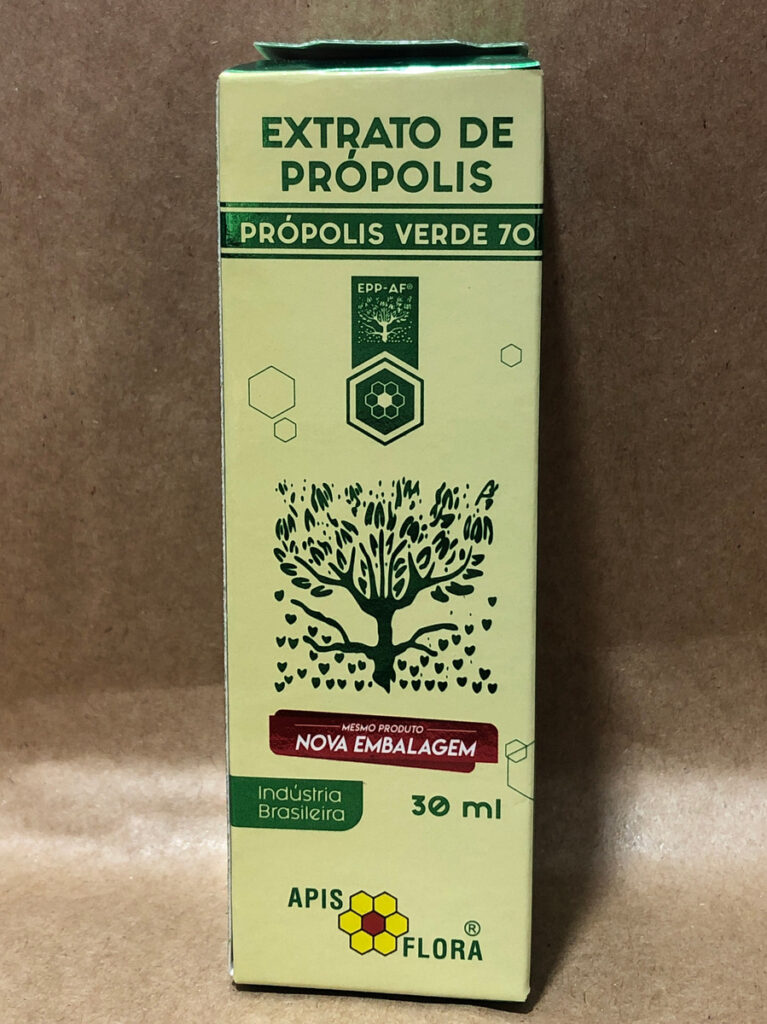 EXTRATO DE
PRÓPOLIS
PRÓPOLIS VERDE 70
EPP-AF®
MESMO PRODUTO
NOVA EMBALAGEM
Indústria
Brasileira
30 ml
APIS
FLORA®